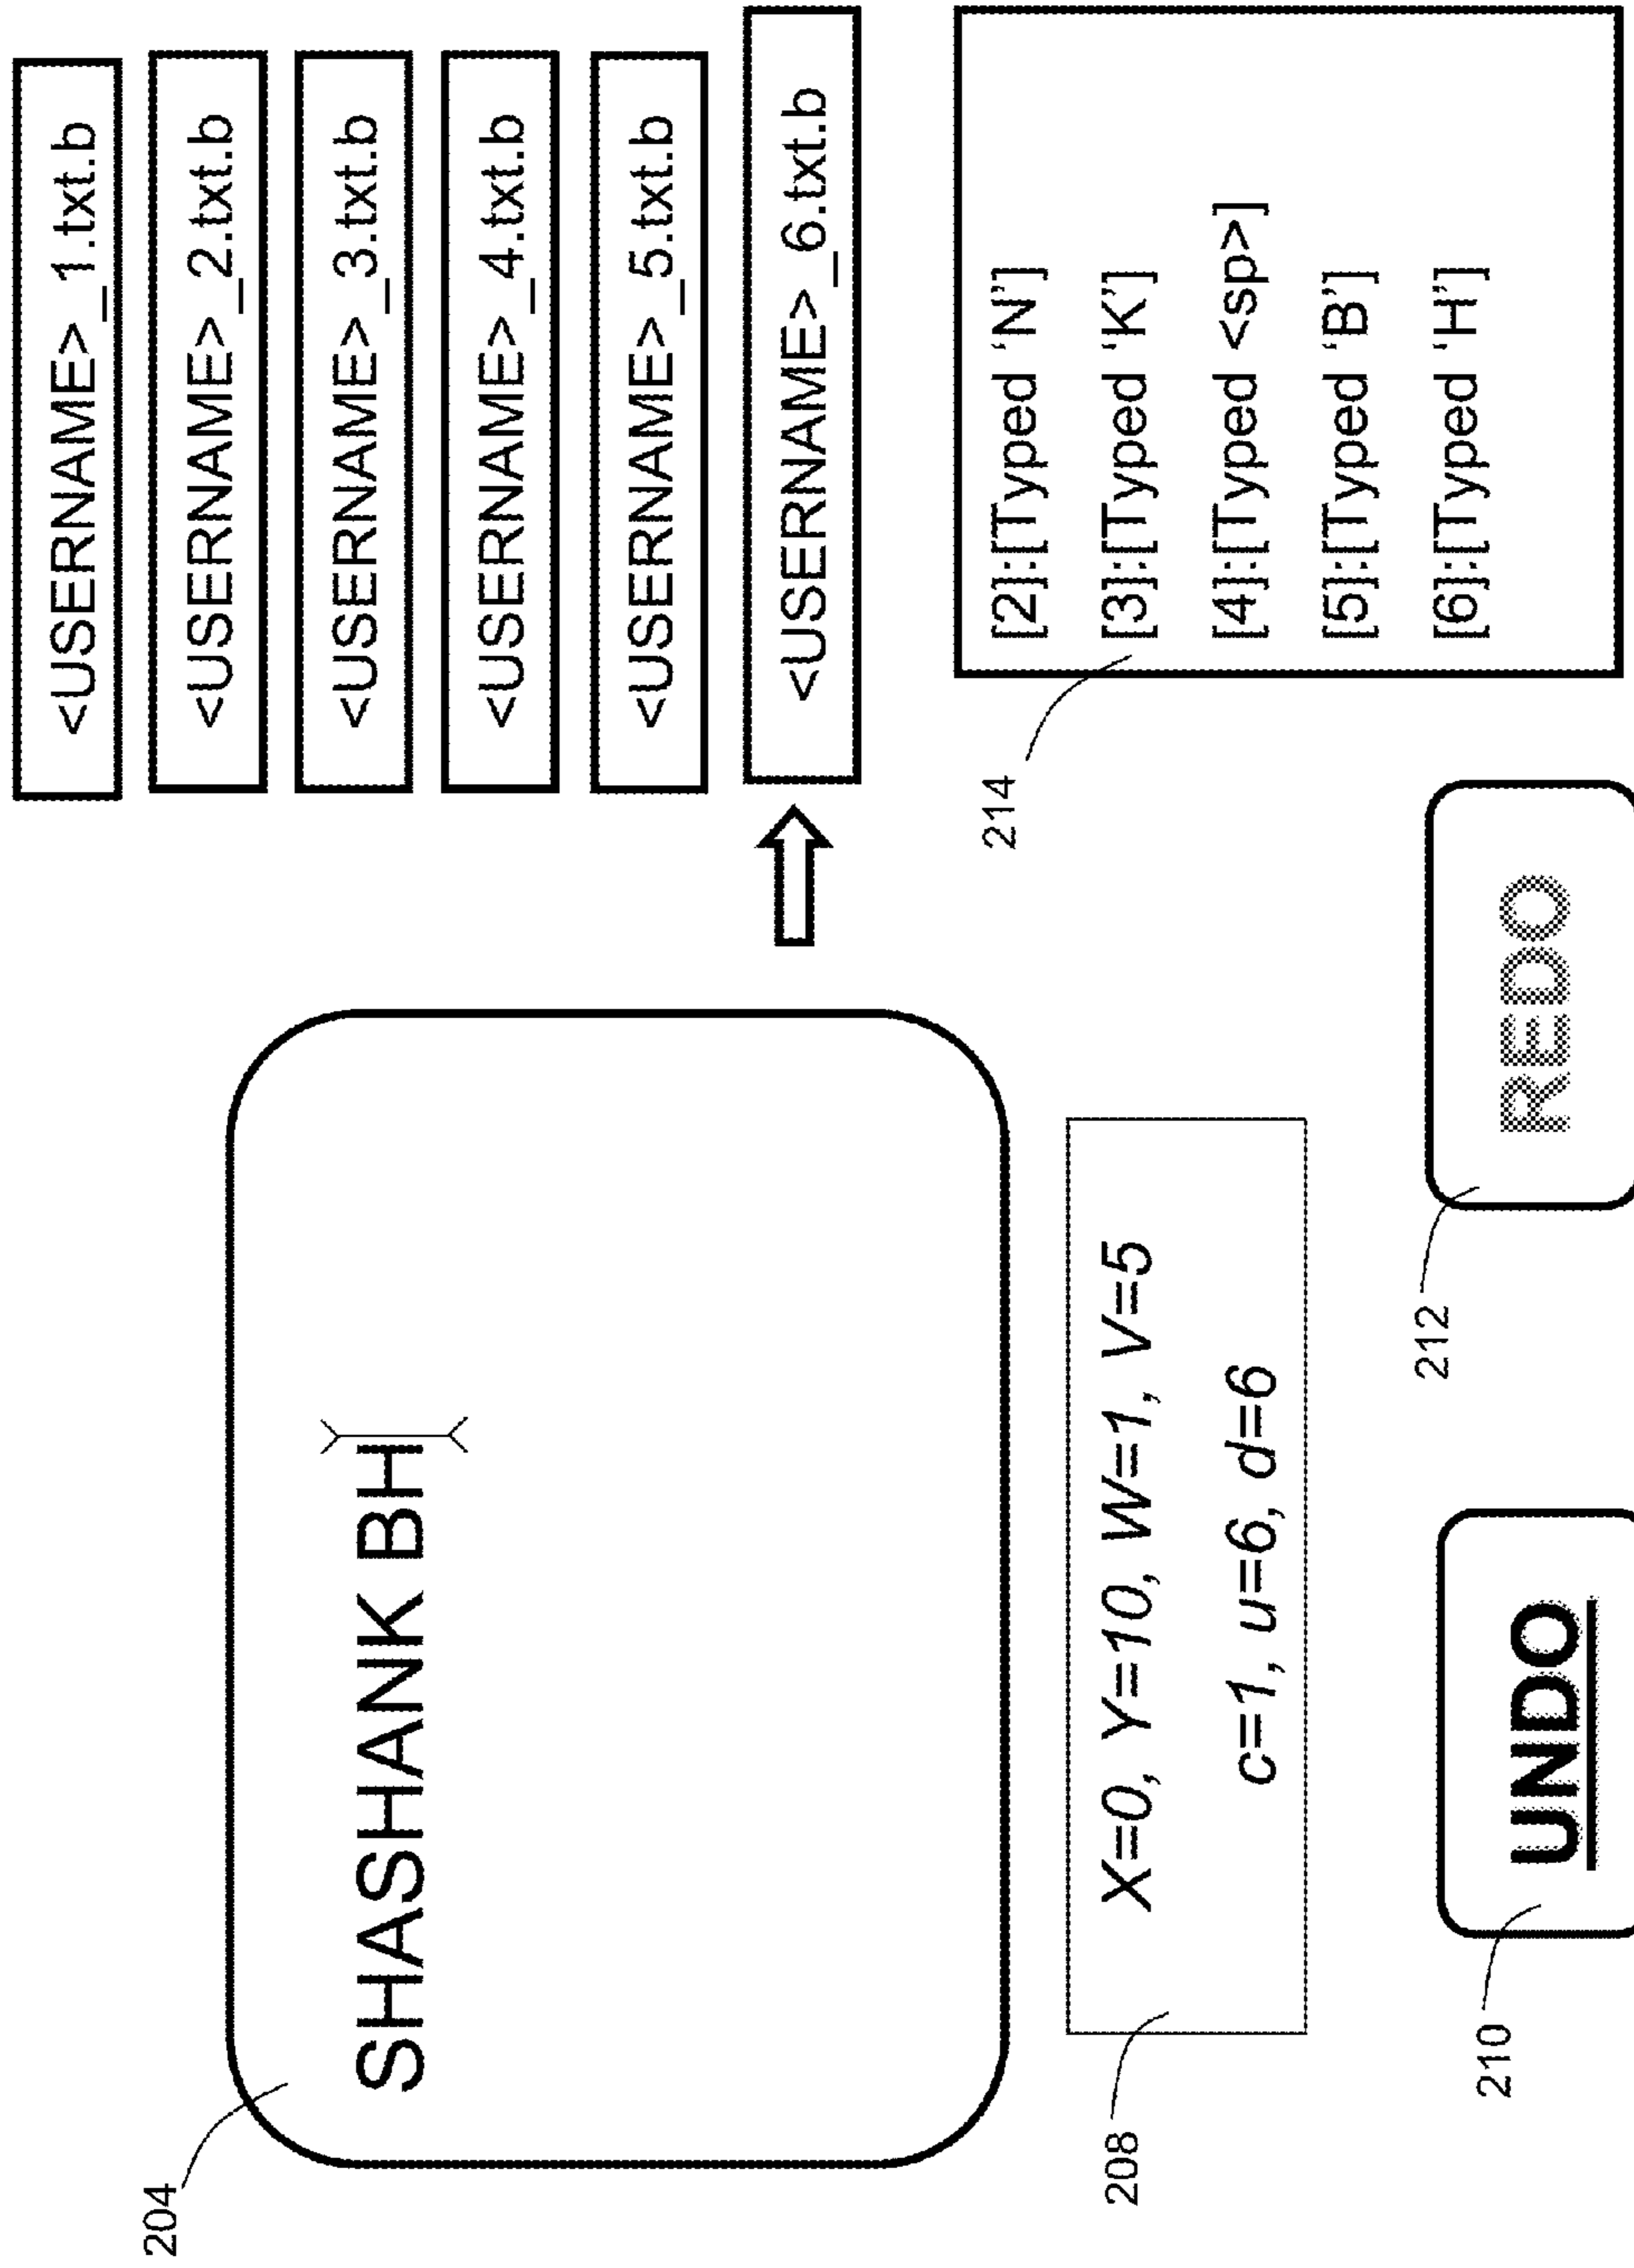 204
SHASHANK BH
<USERNAME>_1.txt.b
<USERNAME>_2.txt.b
<USERNAME>_3.txt.b
<USERNAME>_4.txt.b
<USERNAME>_5.txt.b
<USERNAME>_6.txt.b
208
X=0, Y=10, W=1, V=5
c=1, u=6, d=6
214
[2]:[Typed ‘N’]
[3]:[Typed ‘K’]
[4]:[Typed <sp>]
[5]:[Typed ‘B’]
[6]:[Typed ‘H’]
210
UNDO
212
REDO